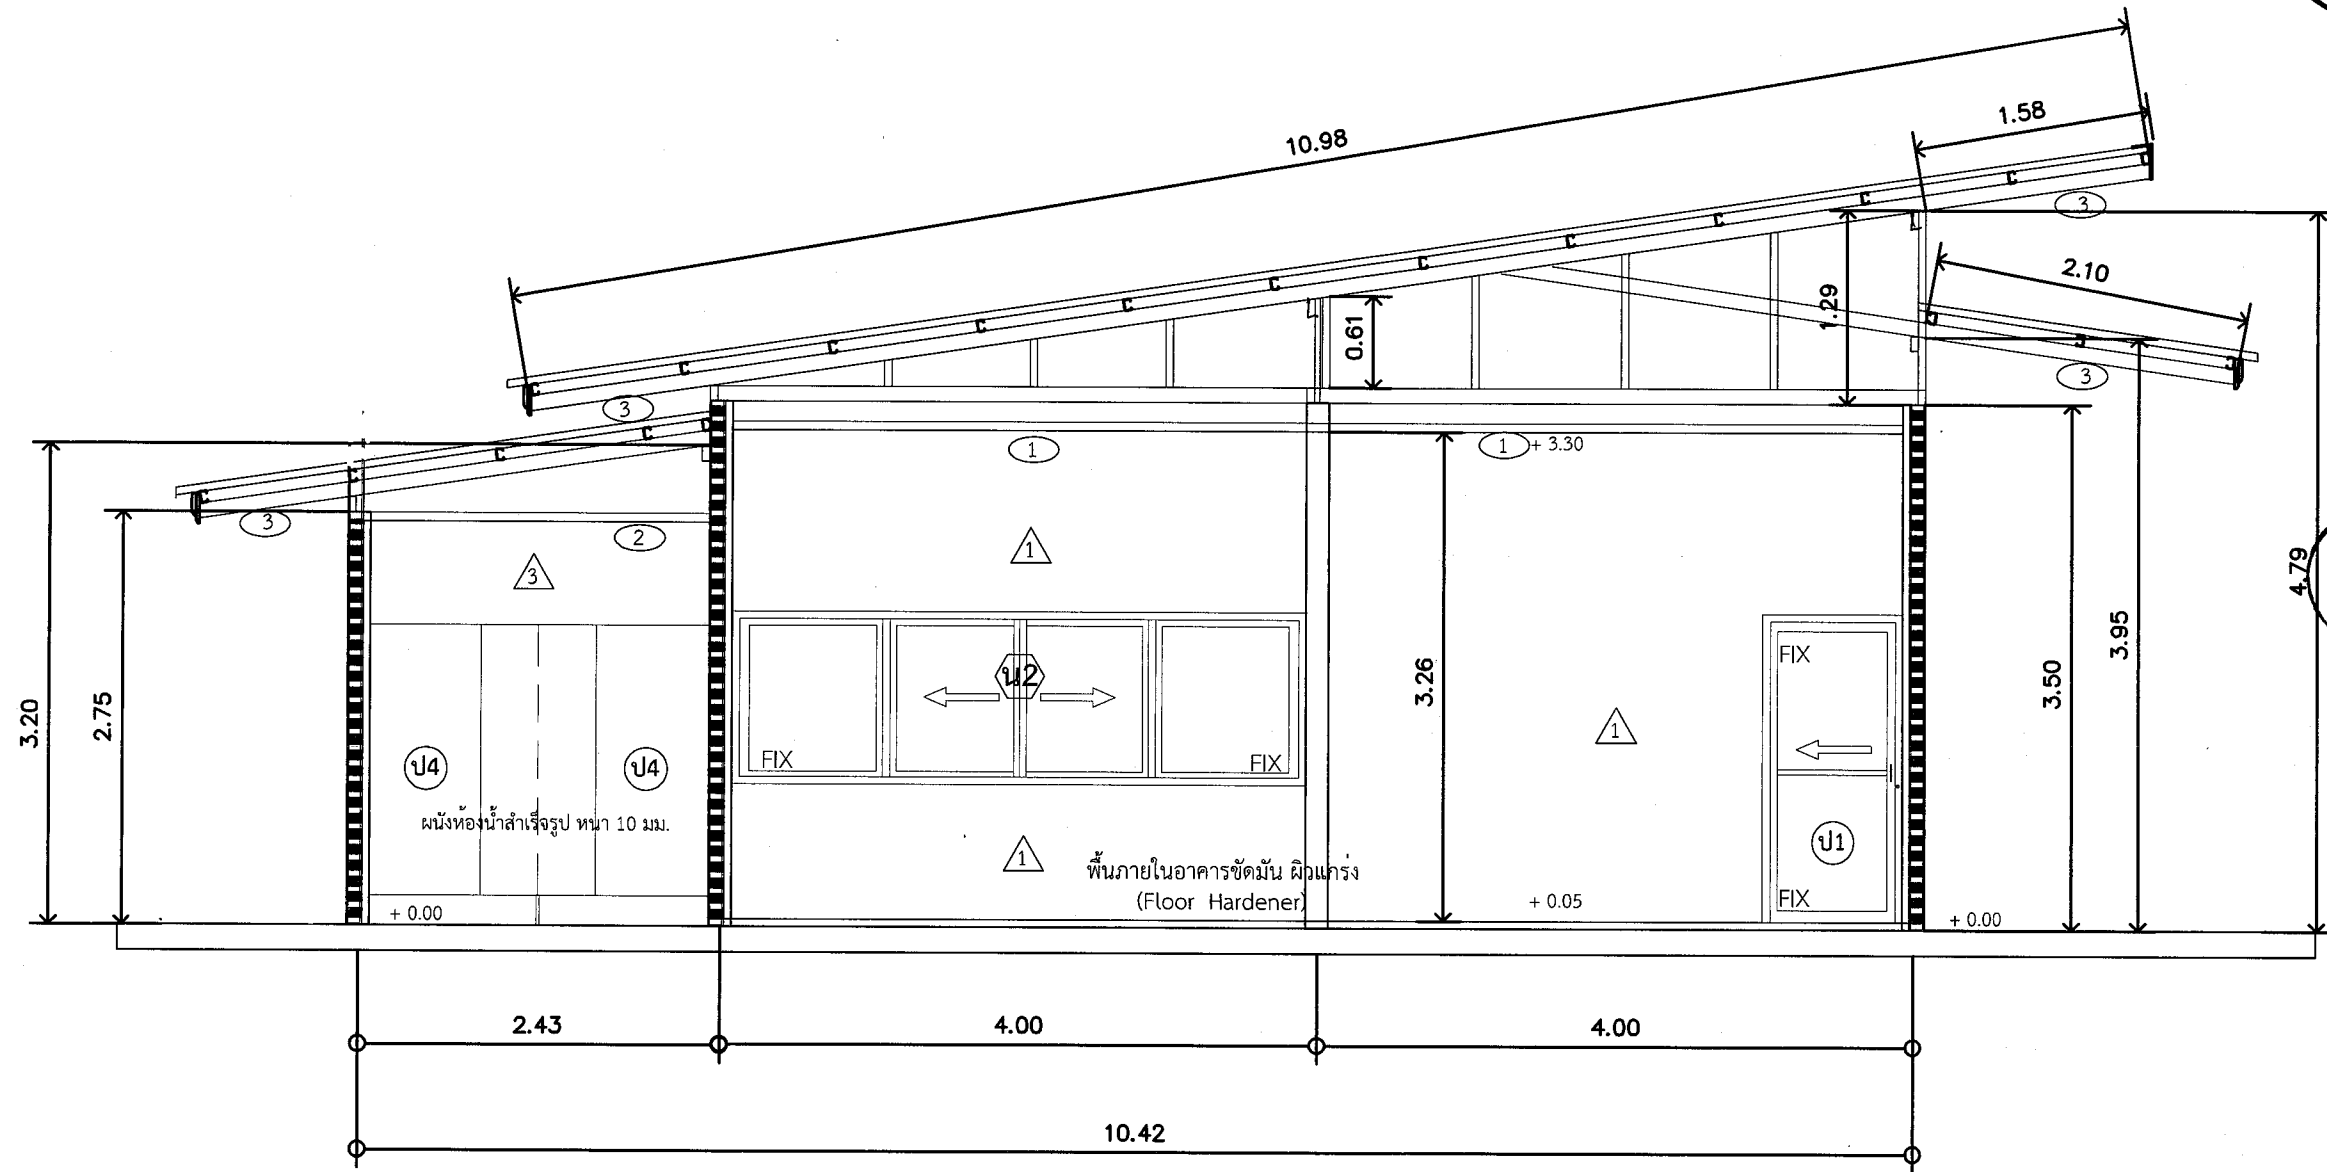 10.98
1.58
3
2.10
1.29
0.61
3
3
1
1
+ 3.30
3
2
3
1
4.79
3.95
FIX
น2
3.26
3.50
3.20
2.75
1
FIX
FIX
ป4
ป4
ผนังห้องน้ำสำเร็จรูป หนา 10 มม.
ป1
1
พื้นภายในอาคารขัดมัน ผิวแกร่ง
(Floor Hardener)
FIX
+ 0.05
+ 0.00
+ 0.00
2.43
4.00
4.00
10.42